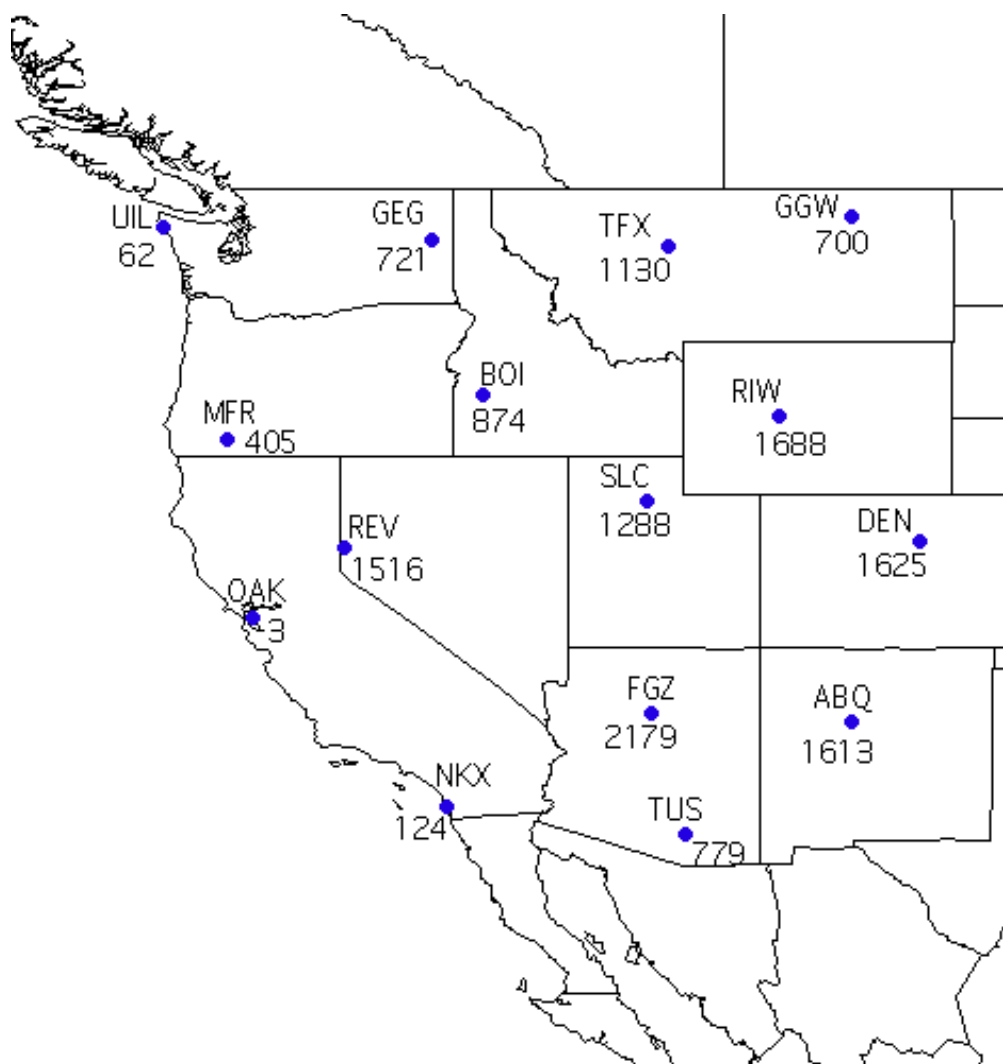 UIL
62
GEG
721
TFX
1130
GGW
700
BOI
874
RIW
1688
MFR
405
SLC
1288
REV
1516
DEN
1625
OAK
3
FGZ
2179
ABQ
1613
NKX
124
TUS
779